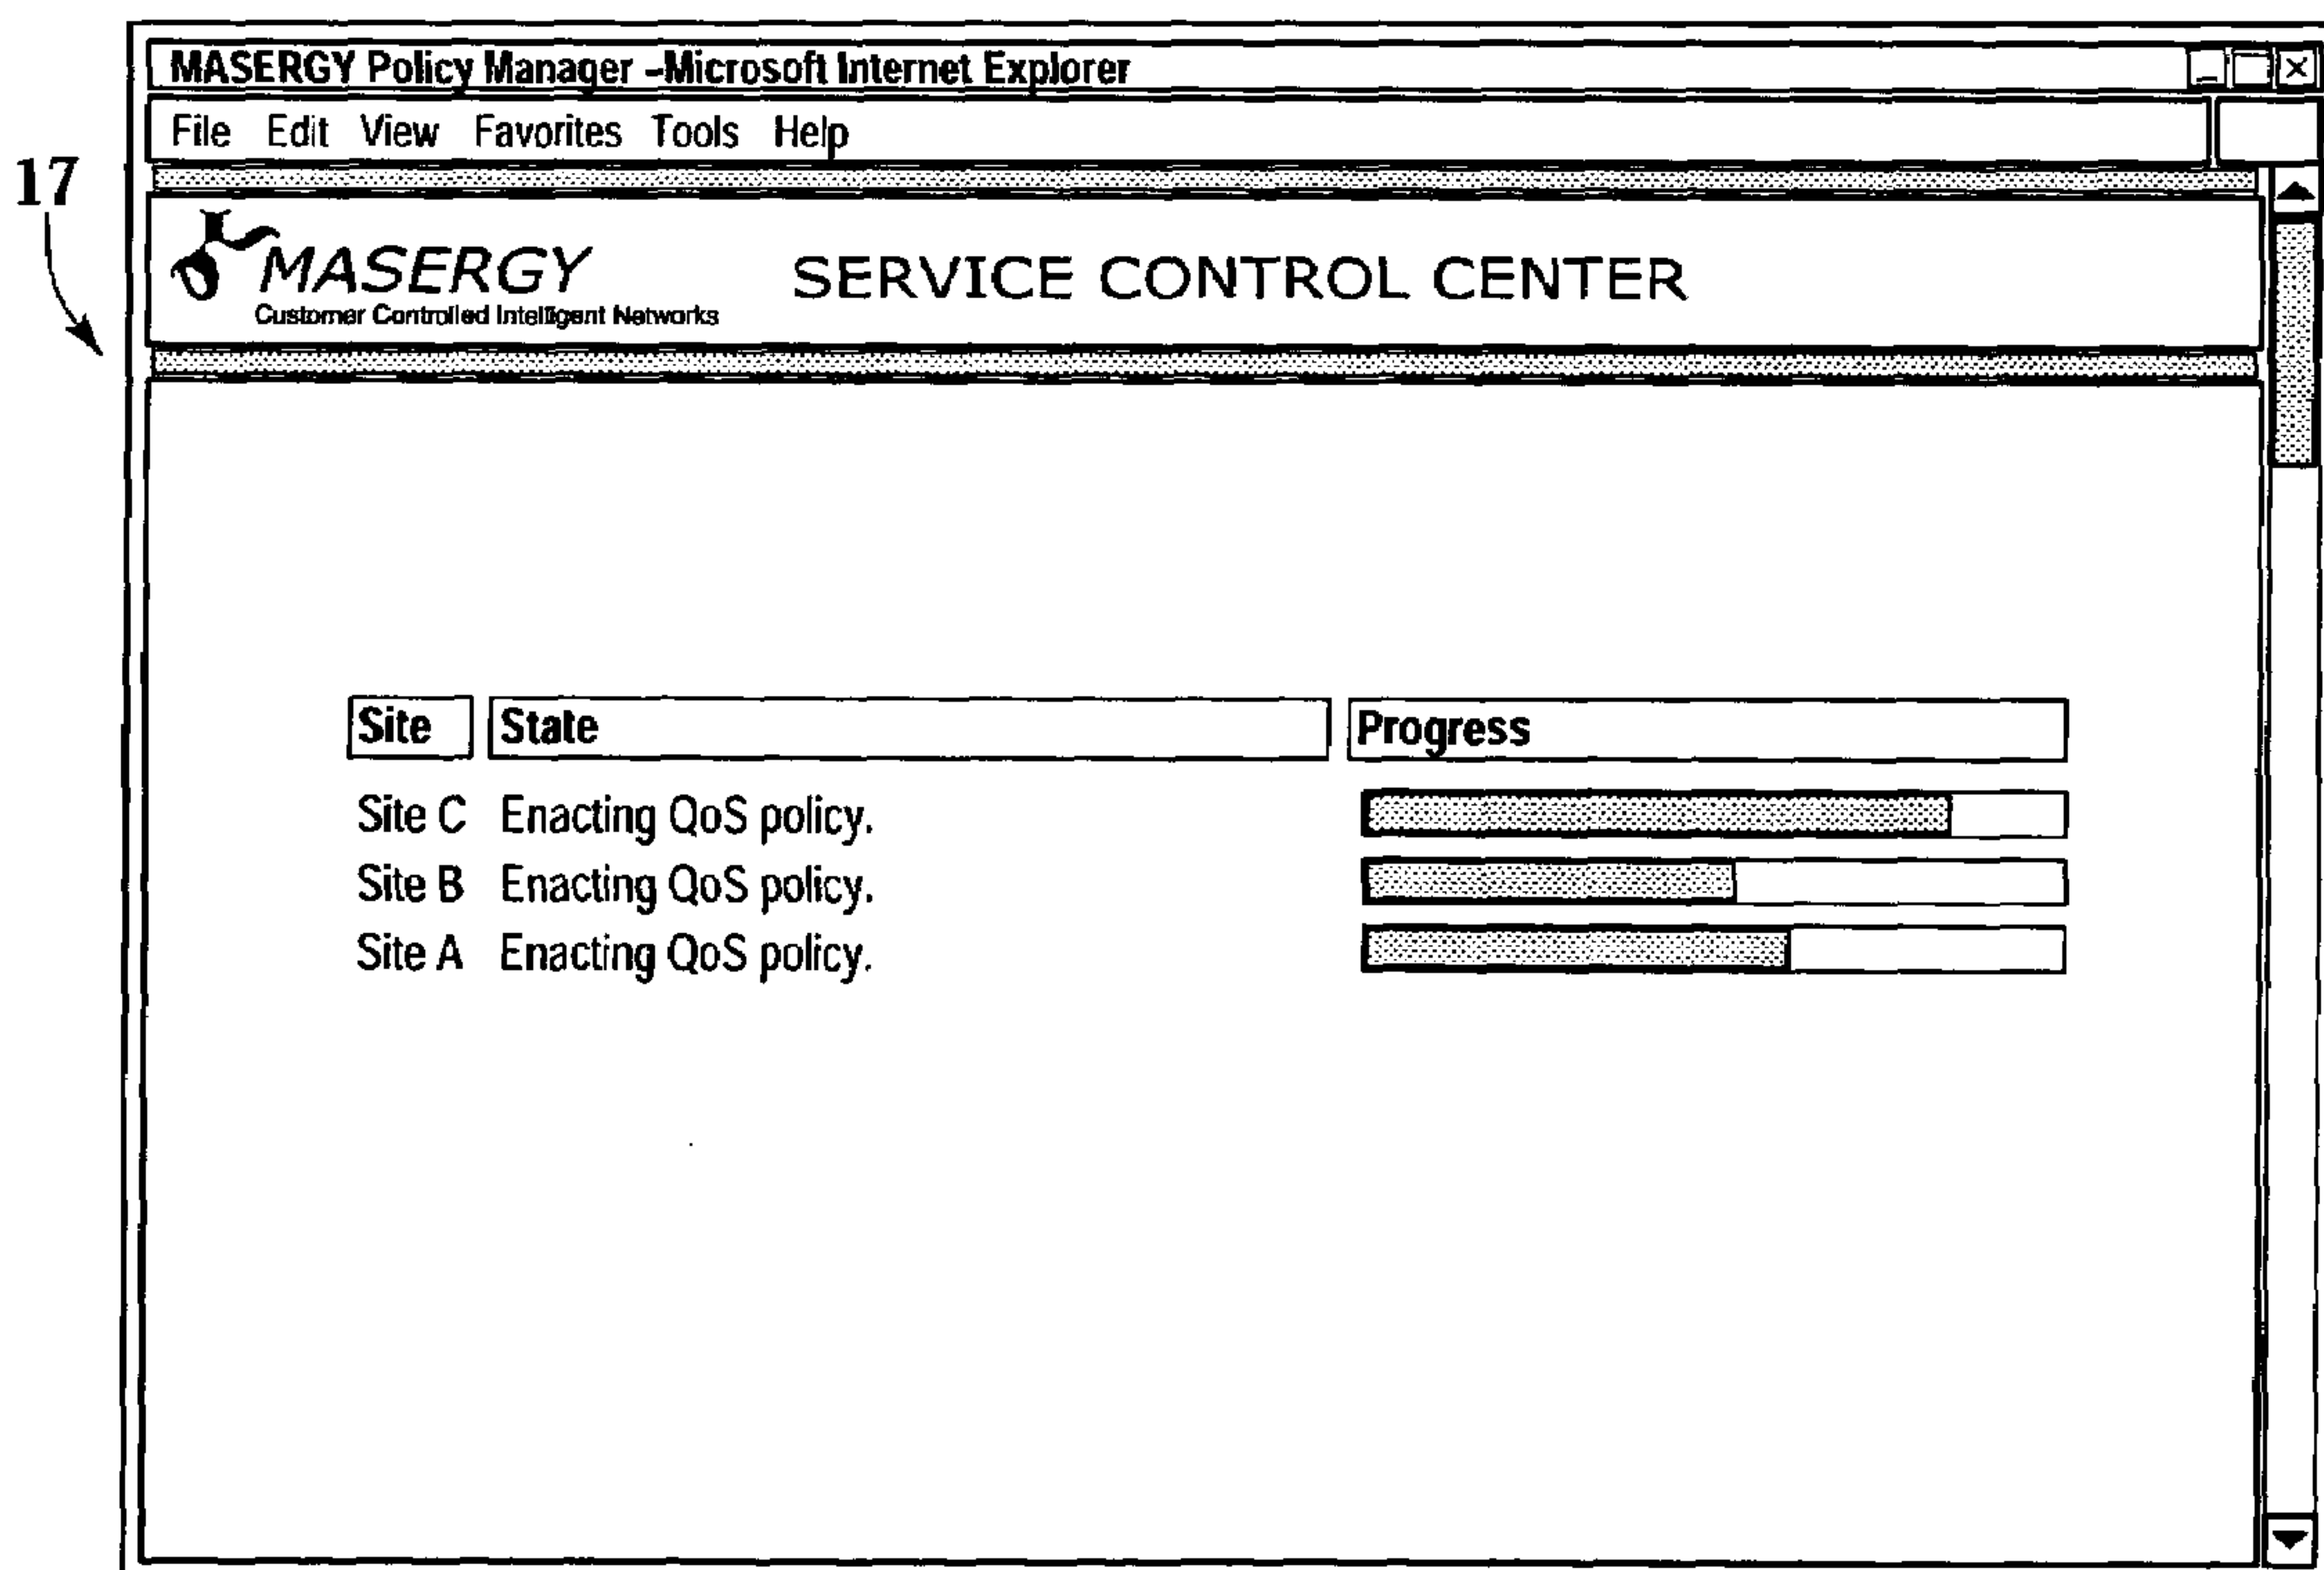 MASERGY Policy Manager –Microsoft Internet Explorer
File Edit View Favorites Tools Help
17
MASERGY
Customer Controlled Intelligent Networks
SERVICE CONTROL CENTER
Site State Progress
Site C Enacting QoS policy.
Site B Enacting QoS policy.
Site A Enacting QoS policy.